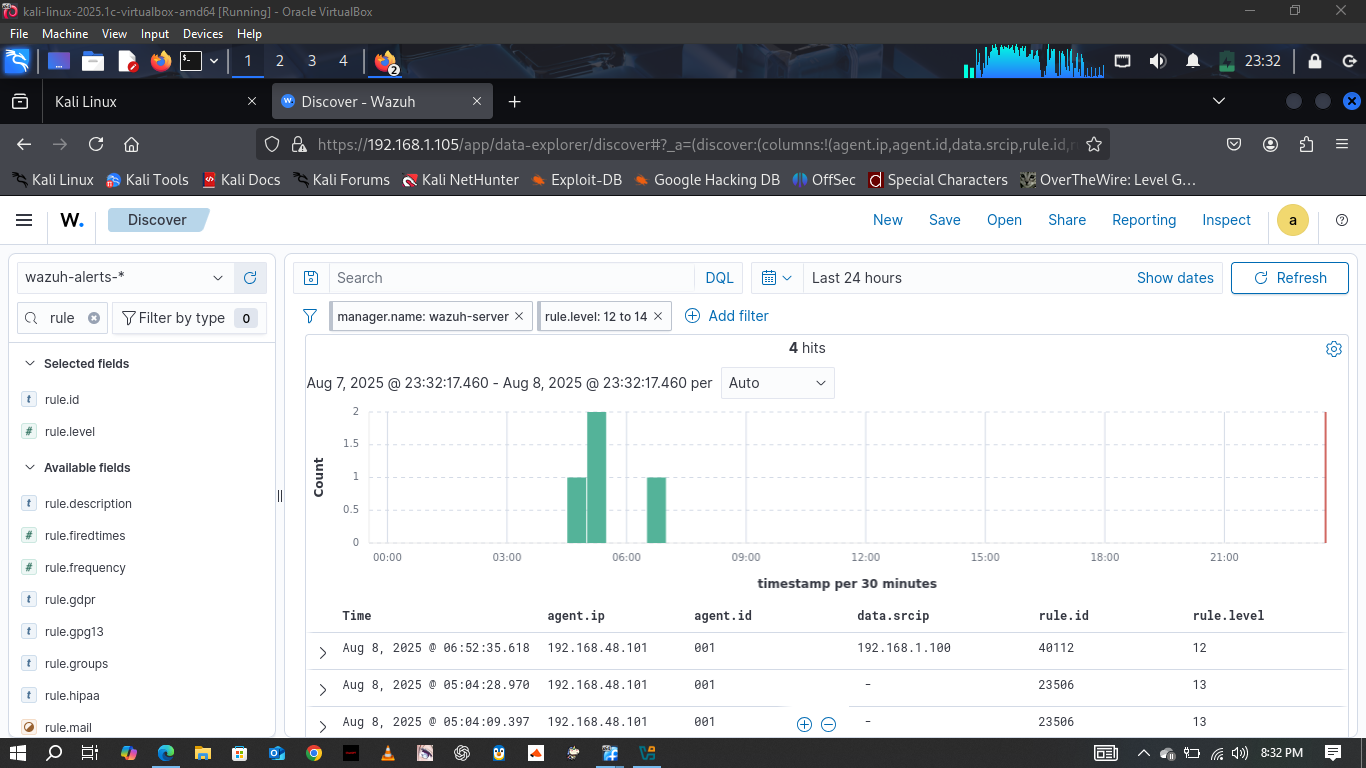 kali-linux-2025.1c-virtualbox-amd64 [Running] - Oracle VirtualBox
File Machine View Input Devices Help
1 2 3 4 2 23:32
Kali Linux Discover - Wazuh
https://192.168.1.105/app/data-explorer/discover#?_a=(discover:(columns:!(agent.ip,agent.id,data.srcip,rule.id,r
Kali Linux Kali Tools Kali Docs Kali Forums Kali NetHunter Exploit-DB Google Hacking DB OffSec Special Characters OverTheWire: Level G...
W. Discover New Save Open Share Reporting Inspect a
wazuh-alerts-* Search DQL Last 24 hours Show dates Refresh
rule Filter by type 0
manager.name: wazuh-server × rule.level: 12 to 14 × Add filter
Selected fields
t rule.id
# rule.level
Available fields
t rule.description
# rule.firedtimes
# rule.frequency
t rule.gdpr
t rule.gpg13
t rule.groups
t rule.hipaa
rule.mail
4 hits
Aug 7, 2025 @ 23:32:17.460 - Aug 8, 2025 @ 23:32:17.460 per Auto
Count
2
1.5
1
0.5
0
00:00 03:00 06:00 09:00 12:00 15:00 18:00 21:00
timestamp per 30 minutes
Time agent.ip agent.id data.srcip rule.id rule.level
Aug 8, 2025 @ 06:52:35.618 192.168.48.101 001 192.168.1.100 40112 12
Aug 8, 2025 @ 05:04:28.970 192.168.48.101 001 - 23506 13
Aug 8, 2025 @ 05:04:09.397 192.168.48.101 001 - 23506 13
8:32 PM